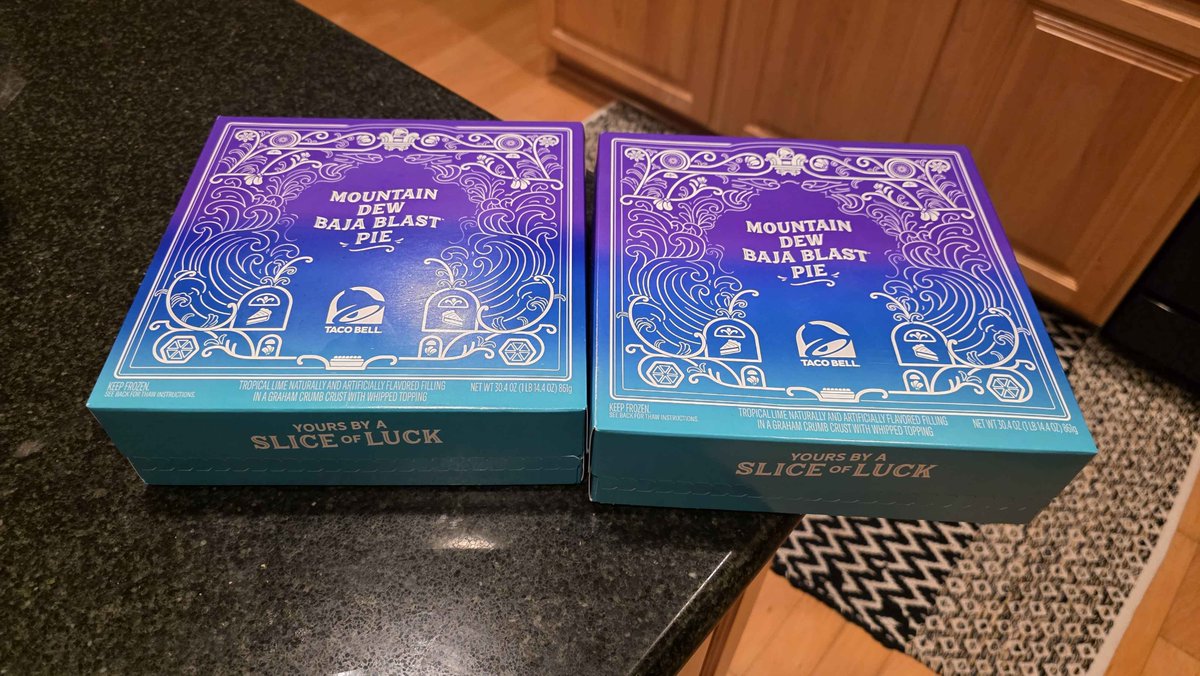 MOUNTAIN
DEW
BAJA BLAST
PIE
TACO BELL
KEEP FROZEN.
SEE BACK FOR THAW INSTRUCTIONS.
TROPICAL LIME NATURALLY AND ARTIFICIALLY FLAVORED FILLING
IN A GRAHAM CRUMB CRUST WITH WHIPPED TOPPING
NET WT 30.4 OZ (1 LB 14.4 OZ) 861g
YOURS BY A
SLICE OF LUCK
MOUNTAIN
DEW
BAJA BLAST
PIE
TACO BELL
KEEP FROZEN.
SEE BACK FOR THAW INSTRUCTIONS.
TROPICAL LIME NATURALLY AND ARTIFICIALLY FLAVORED FILLING
IN A GRAHAM CRUMB CRUST WITH WHIPPED TOPPING
NET WT 30.4 OZ (1 LB 14.4 OZ) 861g
YOURS BY A
SLICE OF LUCK